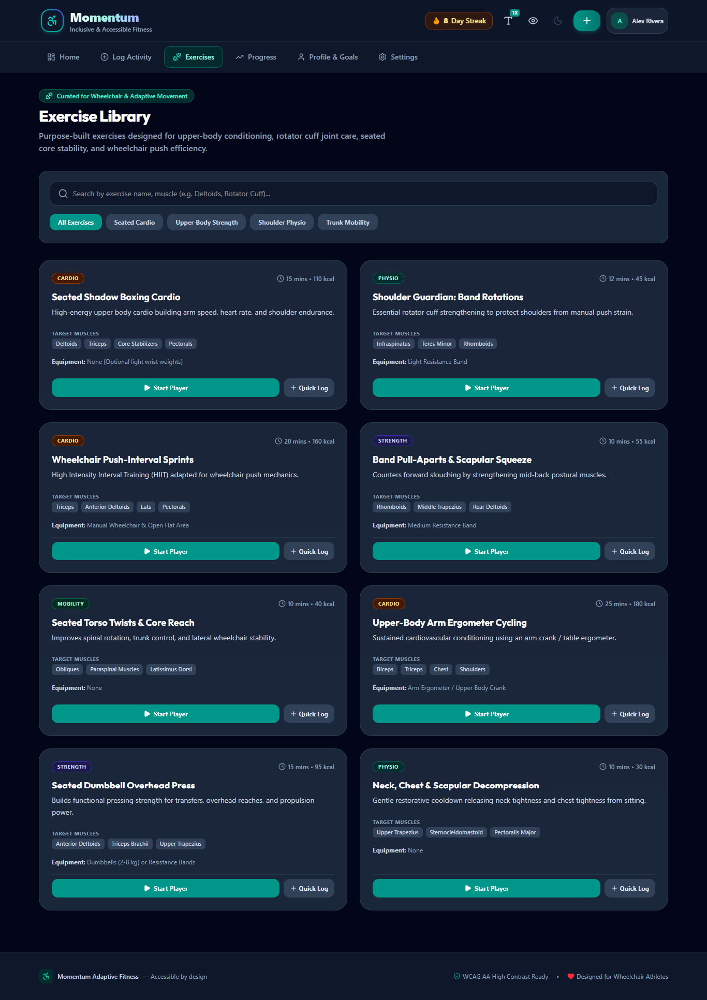 Momentum
Inclusive & Accessible Fitness
8 Day Streak
1X
A
Alex Rivera
Home
Log Activity
Exercises
Progress
Profile & Goals
Settings
Curated for Wheelchair & Adaptive Movement
Exercise Library
Purpose-built exercises designed for upper-body conditioning, rotator cuff joint care, seated
core stability, and wheelchair push efficiency.
Search by exercise name, muscle (e.g. Deltoids, Rotator Cuff)...
All Exercises
Seated Cardio
Upper-Body Strength
Shoulder Physio
Trunk Mobility
CARDIO
15 mins • 110 kcal
Seated Shadow Boxing Cardio
High-energy upper body cardio building arm speed, heart rate, and shoulder endurance.
TARGET MUSCLES
Deltoids
Triceps
Core Stabilizers
Pectorals
Equipment: None (Optional light wrist weights)
Start Player
Quick Log
PHYSIO
12 mins • 45 kcal
Shoulder Guardian: Band Rotations
Essential rotator cuff strengthening to protect shoulders from manual push strain.
TARGET MUSCLES
Infraspinatus
Teres Minor
Rhomboids
Equipment: Light Resistance Band
Start Player
Quick Log
CARDIO
20 mins • 160 kcal
Wheelchair Push-Interval Sprints
High Intensity Interval Training (HIIT) adapted for wheelchair push mechanics.
TARGET MUSCLES
Triceps
Anterior Deltoids
Lats
Pectorals
Equipment: Manual Wheelchair & Open Flat Area
Start Player
Quick Log
STRENGTH
10 mins • 55 kcal
Band Pull-Aparts & Scapular Squeeze
Counters forward slouching by strengthening mid-back postural muscles.
TARGET MUSCLES
Rhomboids
Middle Trapezius
Rear Deltoids
Equipment: Medium Resistance Band
Start Player
Quick Log
MOBILITY
10 mins • 40 kcal
Seated Torso Twists & Core Reach
Improves spinal rotation, trunk control, and lateral wheelchair stability.
TARGET MUSCLES
Obliques
Paraspinal Muscles
Latissimus Dorsi
Equipment: None
Start Player
Quick Log
CARDIO
25 mins • 180 kcal
Upper-Body Arm Ergometer Cycling
Sustained cardiovascular conditioning using an arm crank / table ergometer.
TARGET MUSCLES
Biceps
Triceps
Chest
Shoulders
Equipment: Arm Ergometer / Upper Body Crank
Start Player
Quick Log
STRENGTH
15 mins • 95 kcal
Seated Dumbbell Overhead Press
Builds functional pressing strength for transfers, overhead reaches, and propulsion
power.
TARGET MUSCLES
Anterior Deltoids
Triceps Brachii
Upper Trapezius
Equipment: Dumbbells (2-8 kg) or Resistance Bands
Start Player
Quick Log
PHYSIO
10 mins • 30 kcal
Neck, Chest & Scapular Decompression
Gentle restorative cooldown releasing neck tightness and chest tightness from sitting.
TARGET MUSCLES
Upper Trapezius
Sternocleidomastoid
Pectoralis Major
Equipment: None
Start Player
Quick Log
Momentum Adaptive Fitness — Accessible by design
WCAG AA High Contrast Ready • Designed for Wheelchair Athletes